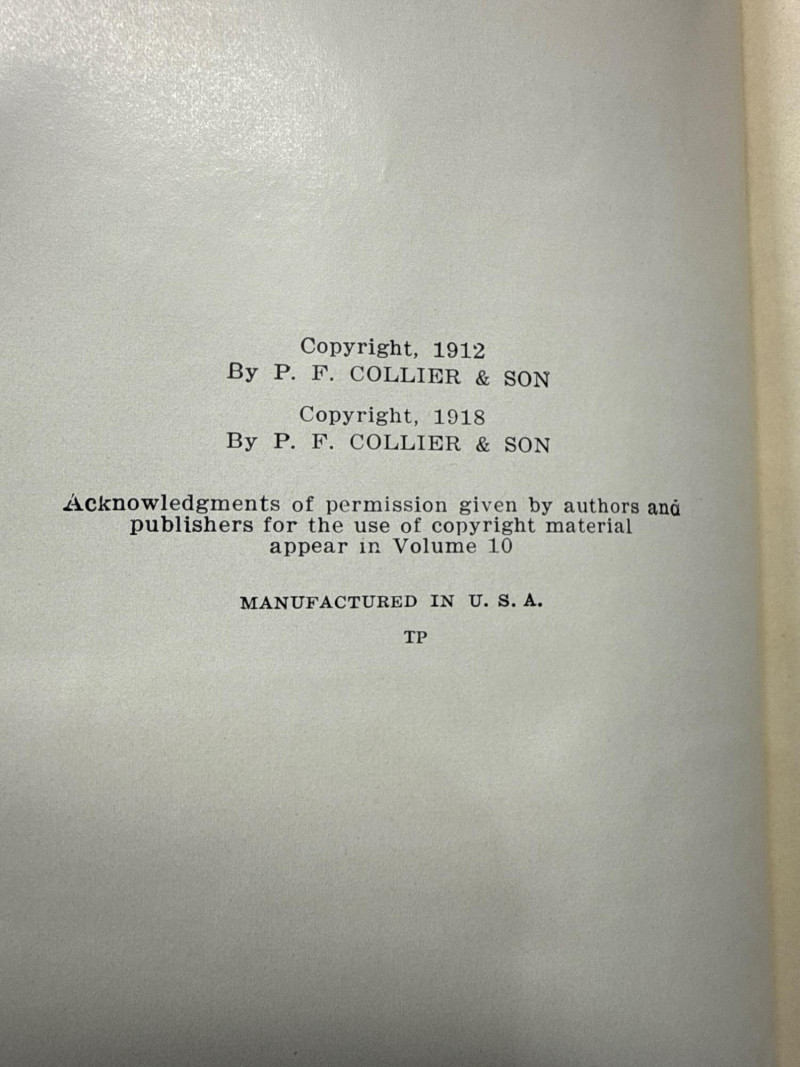 Copyright, 1912
By P. F. COLLIER & SON
Copyright, 1918
By P. F. COLLIER & SON
Acknowledgments of permission given by authors and
publishers for the use of copyright material
appear in Volume 10
MANUFACTURED IN U. S. A.
TP